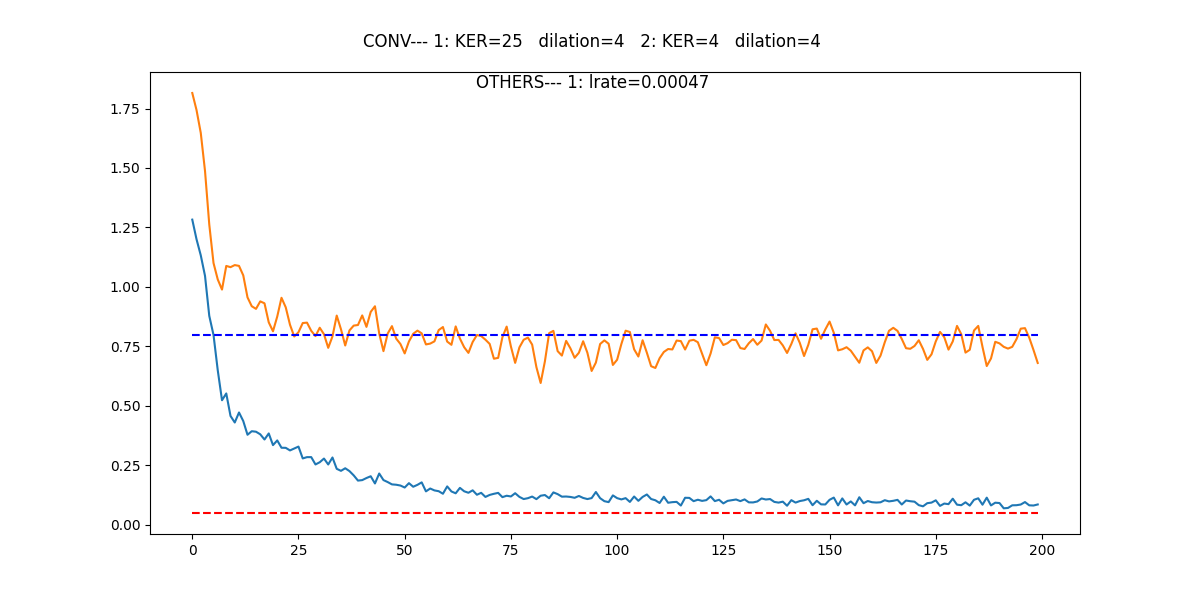 CONV--- 1: KER=25   dilation=4   2: KER=4   dilation=4
OTHERS--- 1: lrate=0.00047
1.75
1.50
1.25
1.00
0.75
0.50
0.25
0.00
0 25 50 75 100 125 150 175 200